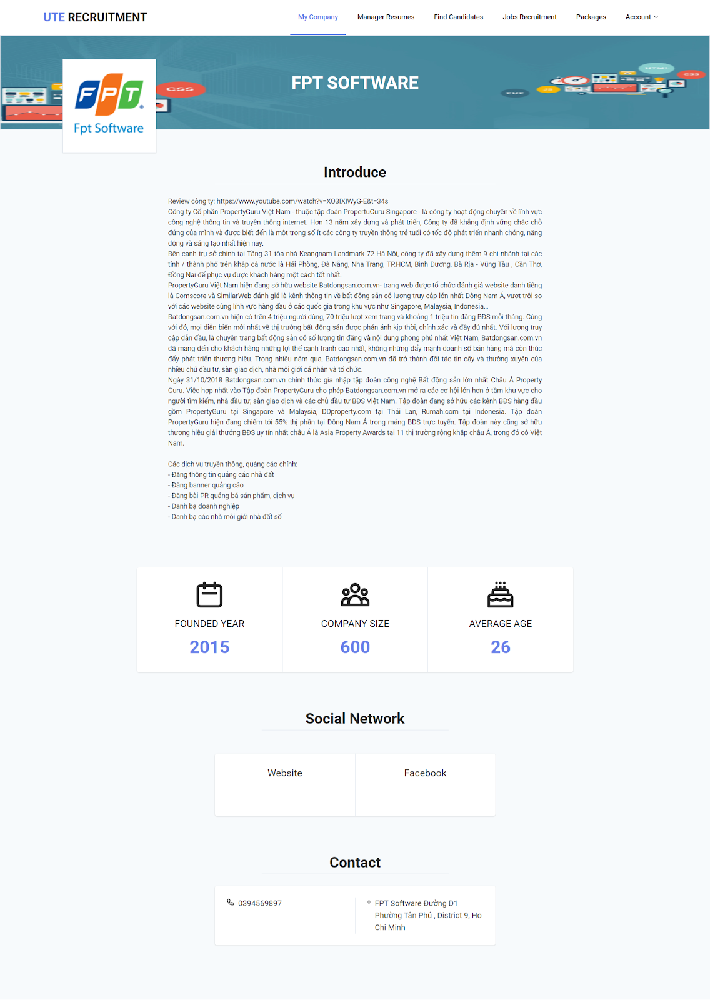 UTE RECRUITMENT
My Company
Manager Resumes
Find Candidates
Jobs Recruitment
Packages
Account
FPT SOFTWARE
CSS
PHP
JS
HTML
CSS
FPT
Fpt Software
Introduce
Review công ty: https://www.youtube.com/watch?v=XO3IXIWyG-E&t=34s
Công ty Cổ phần PropertyGuru Việt Nam - thuộc tập đoàn PropertuGuru Singapore - là công ty hoạt động chuyên về lĩnh vực
công nghệ thông tin và truyền thông internet. Hơn 13 năm xây dựng và phát triển, Công ty đã khẳng định vững chắc chỗ
đứng của mình và được biết đến là một trong số ít các công ty truyền thông trẻ tuổi có tốc độ phát triển nhanh chóng, năng
động và sáng tạo nhất hiện nay.
Bên cạnh trụ sở chính tại Tầng 31 tòa nhà Keangnam Landmark 72 Hà Nội, công ty đã xây dựng thêm 9 chi nhánh tại các
tỉnh / thành phố trên khắp cả nước là Hải Phòng, Đà Nẵng, Nha Trang, TP.HCM, Bình Dương, Bà Rịa - Vũng Tàu , Cần Thơ,
Đồng Nai để phục vụ được khách hàng một cách tốt nhất.
PropertyGuru Việt Nam hiện đang sở hữu website Batdongsan.com.vn- trang web được tổ chức đánh giá website danh tiếng
là Comscore và SimilarWeb đánh giá là kênh thông tin về bất động sản có lượng truy cập lớn nhất Đông Nam Á, vượt trội so
với các website cùng lĩnh vực hàng đầu ở các quốc gia trong khu vực như Singapore, Malaysia, Indonesia...
Batdongsan.com.vn hiện có trên 4 triệu người dùng, 70 triệu lượt xem trang và khoảng 1 triệu tin đăng BĐS mỗi tháng. Cùng
với đó, mọi diễn biến mới nhất về thị trường bất động sản được phản ánh kịp thời, chính xác và đầy đủ nhất. Với lượng truy
cập dẫn đầu, là chuyên trang bất động sản có số lượng tin đăng và nội dung phong phú nhất Việt Nam, Batdongsan.com.vn
đã mang đến cho khách hàng những lợi thế cạnh tranh cao nhất, không những đẩy mạnh doanh số bán hàng mà còn thúc
đẩy phát triển thương hiệu. Trong nhiều năm qua, Batdongsan.com.vn đã trở thành đối tác tin cậy và thường xuyên của
nhiều chủ đầu tư, sàn giao dịch, nhà môi giới cá nhân và tổ chức.
Ngày 31/10/2018 Batdongsan.com.vn chính thức gia nhập tập đoàn công nghệ Bất động sản lớn nhất Châu Á Property
Guru. Việc hợp nhất vào Tập đoàn PropertyGuru cho phép Batdongsan.com.vn mở ra các cơ hội lớn hơn ở tầm khu vực cho
người tìm kiếm, nhà đầu tư, sàn giao dịch và các chủ đầu tư BĐS Việt Nam. Tập đoàn đang sở hữu các kênh BĐS hàng đầu
gồm PropertyGuru tại Singapore và Malaysia, DDproperty.com tại Thái Lan, Rumah.com tại Indonesia. Tập đoàn
PropertyGuru hiện đang chiếm tới 55% thị phần tại Đông Nam Á trong mảng BĐS trực tuyến. Tập đoàn này cũng sở hữu
thương hiệu giải thưởng BĐS uy tín nhất châu Á là Asia Property Awards tại 11 thị trường rộng khắp châu Á, trong đó có Việt
Nam.
Các dịch vụ truyền thông, quảng cáo chính:
- Đăng thông tin quảng cáo nhà đất
- Đăng banner quảng cáo
- Đăng bài PR quảng bá sản phẩm, dịch vụ
- Danh bạ doanh nghiệp
- Danh bạ các nhà môi giới nhà đất số
FOUNDED YEAR
2015
COMPANY SIZE
600
AVERAGE AGE
26
Social Network
Website
Facebook
Contact
0394569897
FPT Software Đường D1
Phường Tân Phú , District 9, Ho
Chi Minh